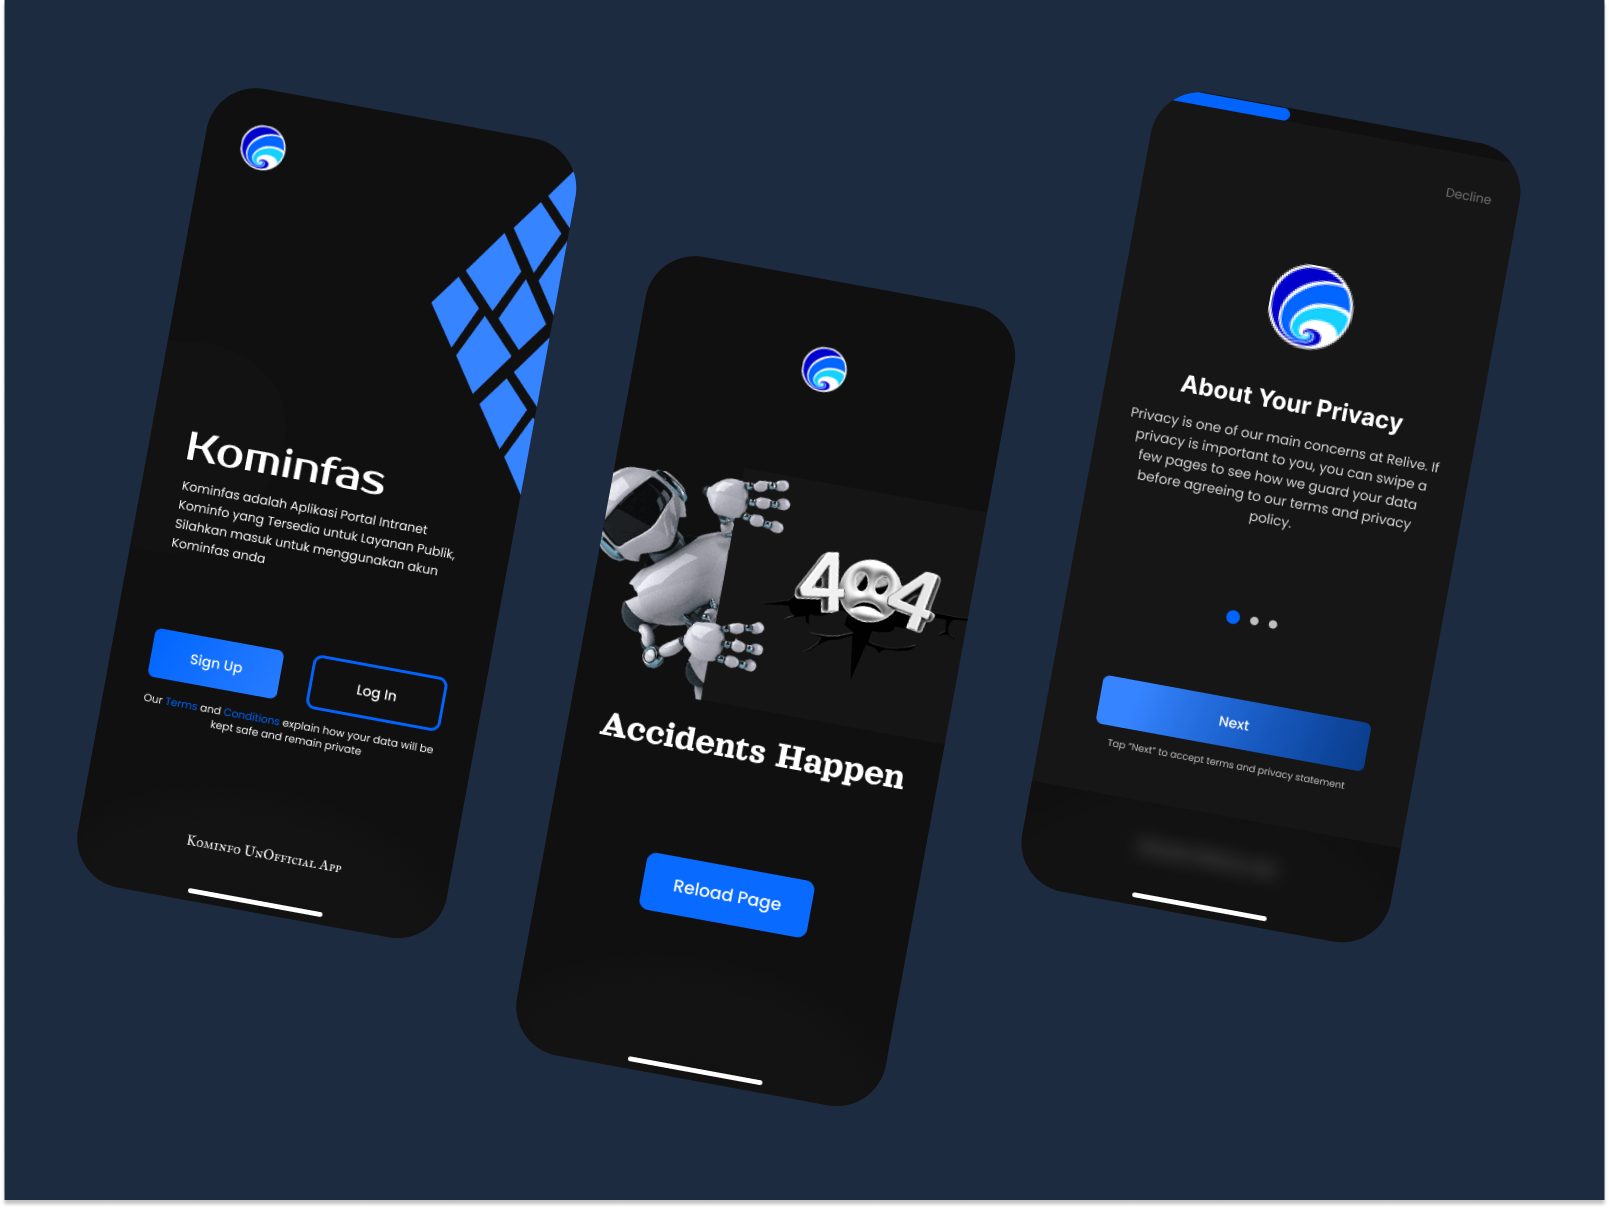 Kominfas
Kominfas adalah Aplikasi Portal Intranet
Kominfo yang Tersedia untuk Layanan Publik,
Silahkan masuk untuk menggunakan akun
Kominfas anda
Sign Up
Log In
Our Terms and Conditions explain how your data will be
kept safe and remain private
Kominfo UnOfficial App
404
Accidents Happen
Reload Page
Decline
About Your Privacy
Privacy is one of our main concerns at Relive. If
privacy is important to you, you can swipe a
few pages to see how we guard your data
before agreeing to our terms and privacy
policy.
Next
Tap "Next" to accept terms and privacy statement